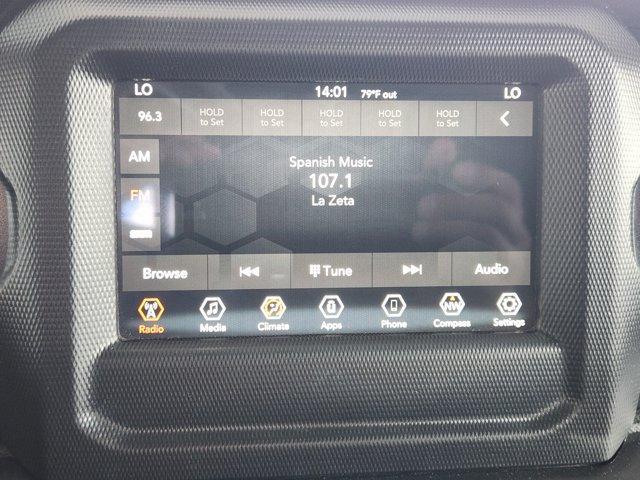 LO 14:01 79°F out LO
96.3 HOLD to Set HOLD to Set HOLD to Set HOLD to Set HOLD to Set
AM
Spanish Music
FM 107.1
La Zeta
Browse Tune Audio
NW
Radio Media Climate Apps Phone Compass Settings